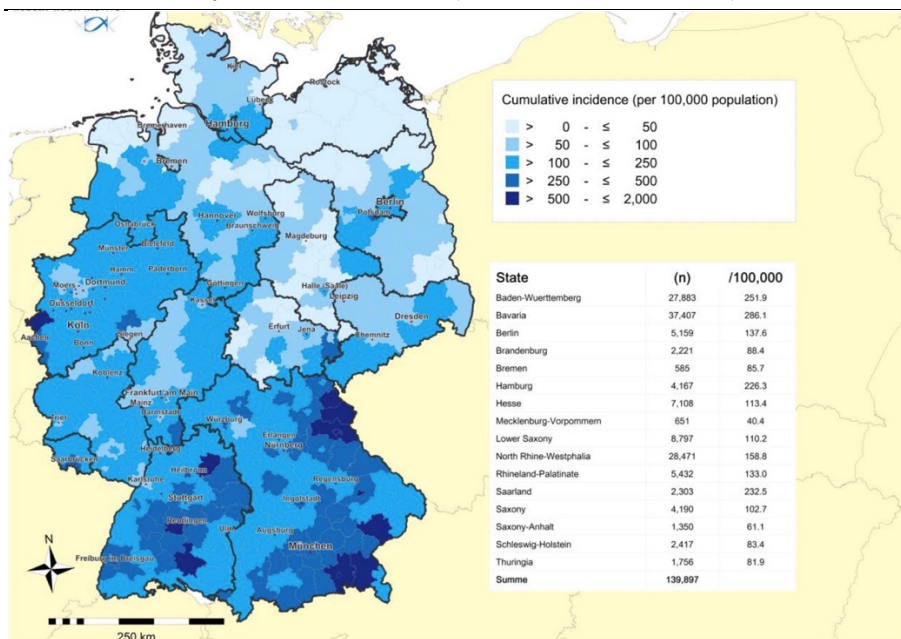 Kiel
Rostock
Lübeck
Bremerhaven
Hamburg
Bremen
Berlin
Potsdam
Hannover
Wolfsburg
Braunschweig
Osnabrück
Bielefeld
Magdeburg
Münster
Hamm
Paderborn
Göttingen
Halle (Saale)
Leipzig
Moers
Dortmund
Düsseldorf
Kassel
Dresden
Köln
Erfurt
Jena
Chemnitz
Aachen
Bonn
Siegen
Koblenz
Frankfurt am Main
Mainz
Trier
Darmstadt
Würzburg
Erlangen
Nürnberg
Heidelberg
Saarbrücken
Heilbronn
Karlsruhe
Regensburg
Stuttgart
Ingolstadt
Reutlingen
Ulm
Augsburg
München
Freiburg im Breisgau
N
250 km
Cumulative incidence (per 100,000 population)
> 0 - ≤ 50
> 50 - ≤ 100
> 100 - ≤ 250
> 250 - ≤ 500
> 500 - ≤ 2,000
State (n) /100,000
Baden-Wuerttemberg 27,883 251.9
Bavaria 37,407 286.1
Berlin 5,159 137.6
Brandenburg 2,221 88.4
Bremen 585 85.7
Hamburg 4,167 226.3
Hesse 7,108 113.4
Mecklenburg-Vorpommern 651 40.4
Lower Saxony 8,797 110.2
North Rhine-Westphalia 28,471 158.8
Rhineland-Palatinate 5,432 133.0
Saarland 2,303 232.5
Saxony 4,190 102.7
Saxony-Anhalt 1,350 61.1
Schleswig-Holstein 2,417 83.4
Thuringia 1,756 81.9
Summe 139,897